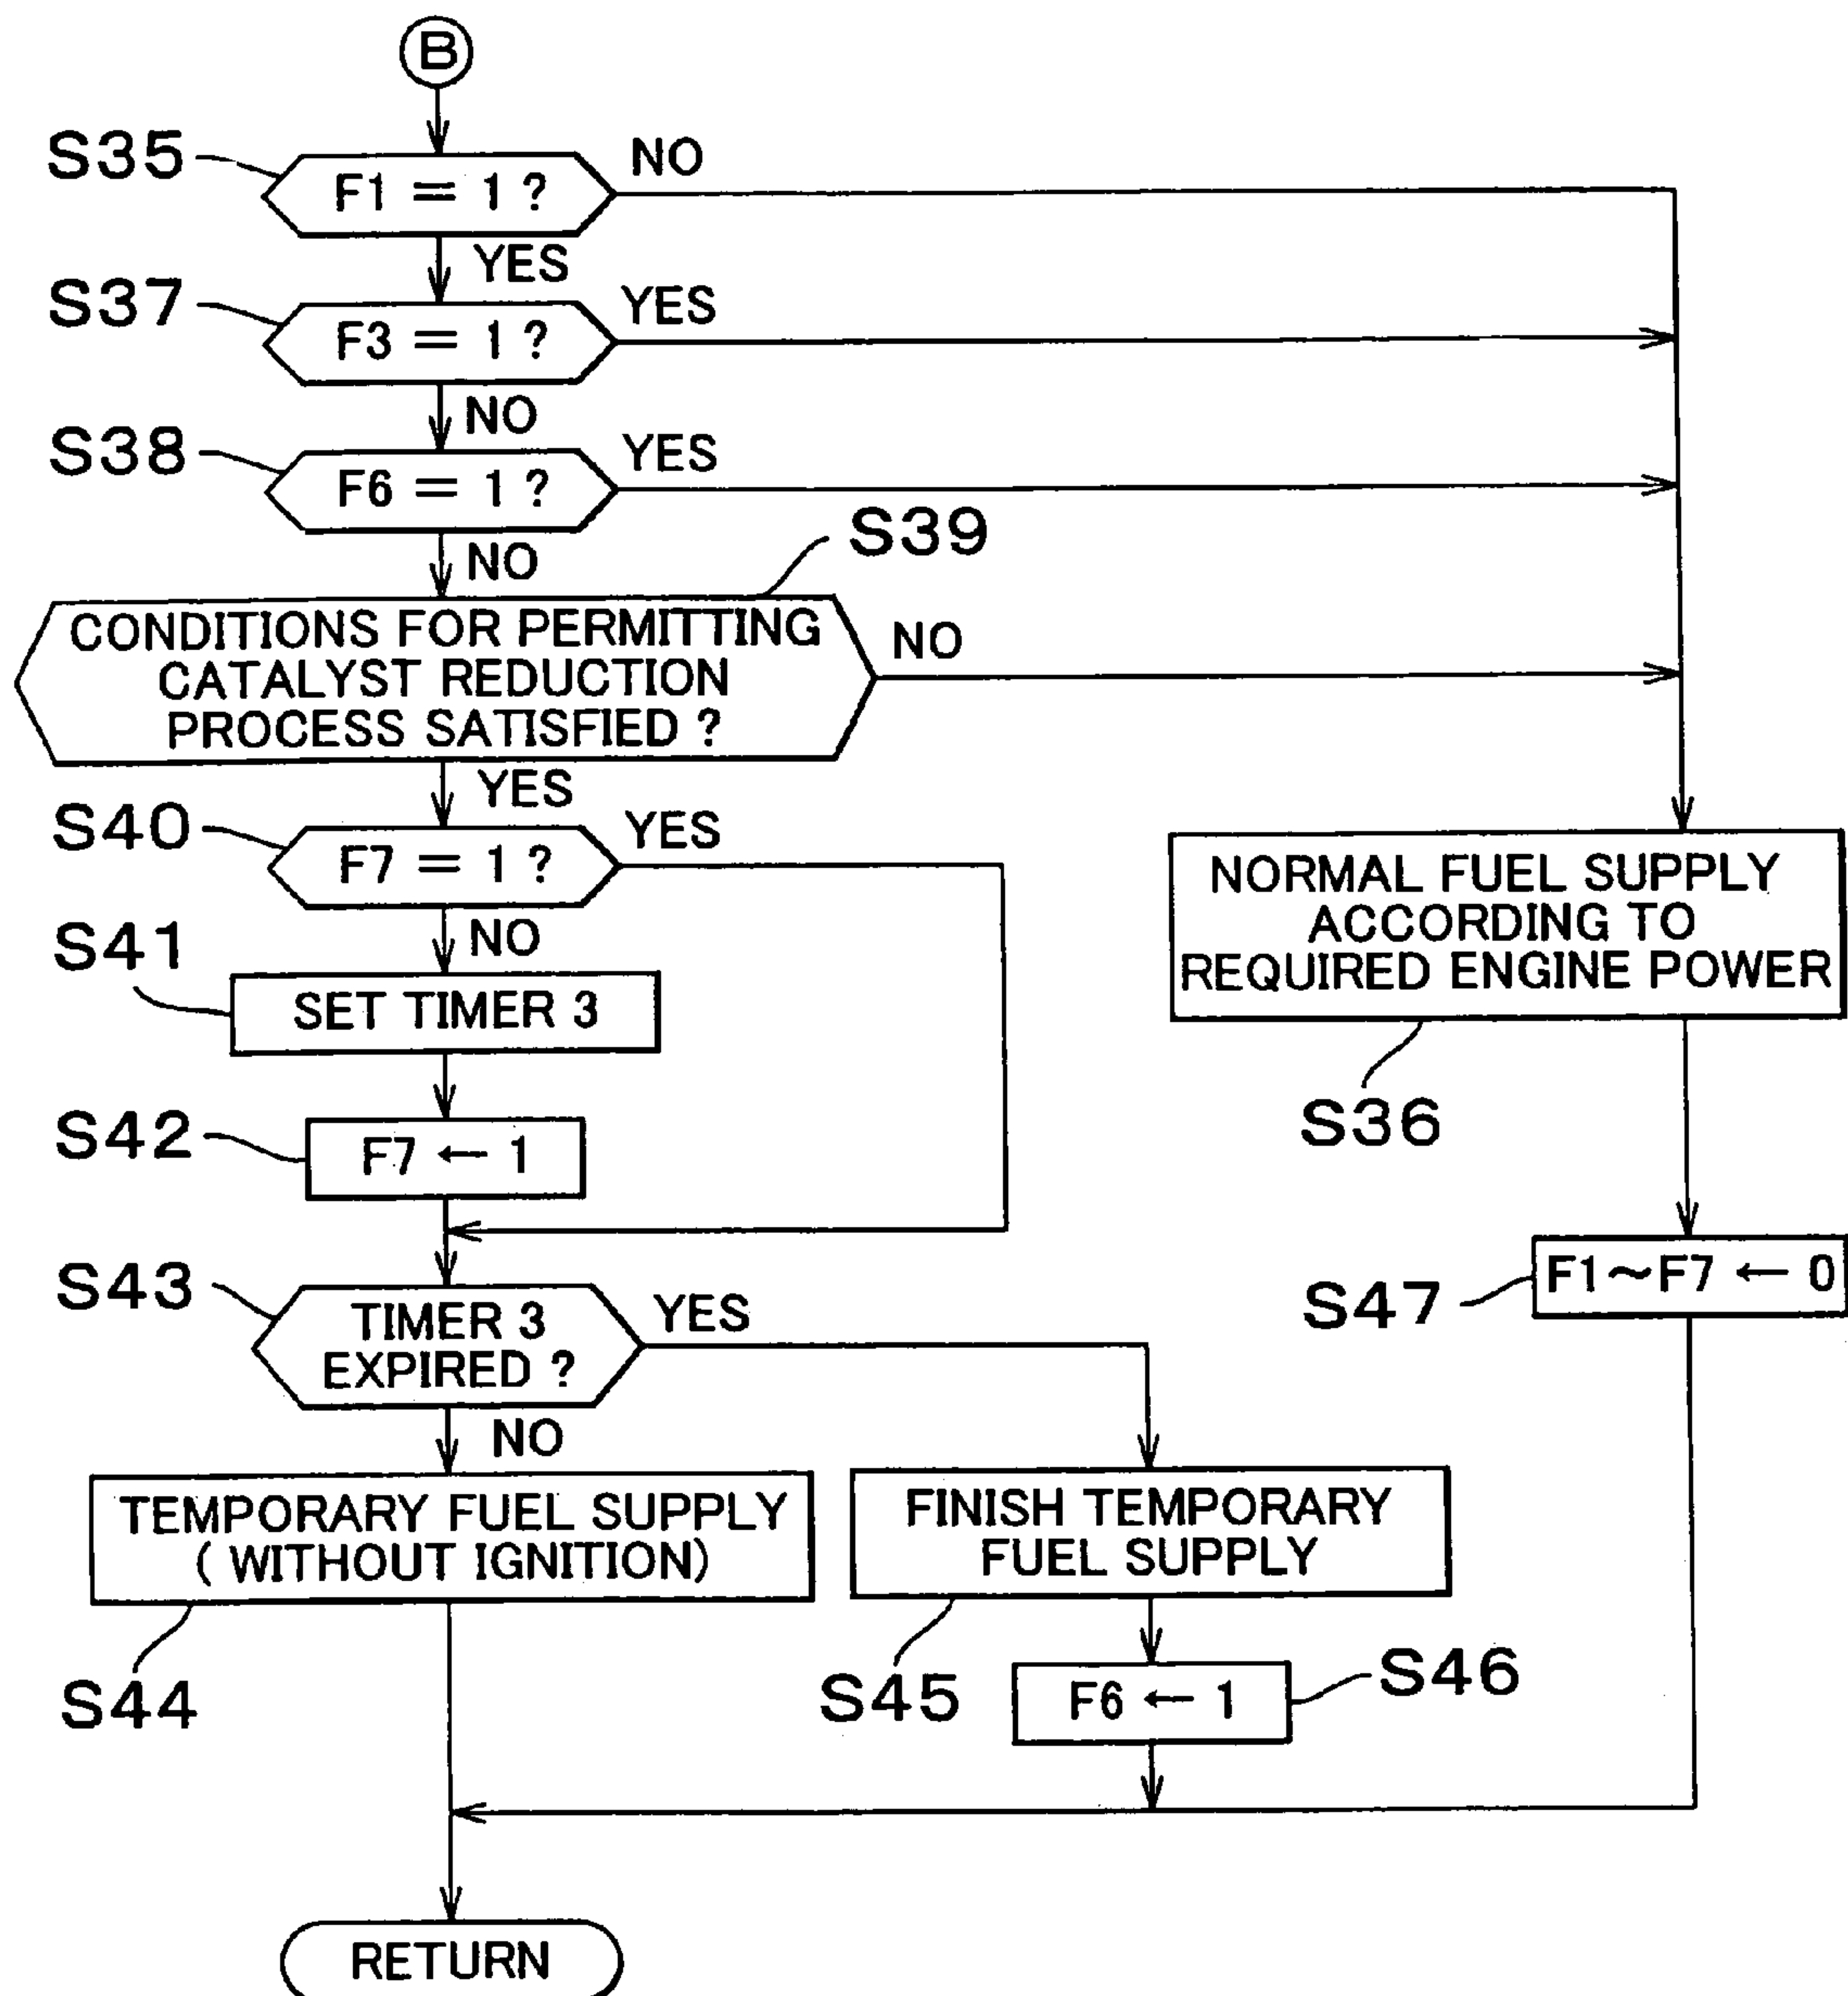 B
S35
F1 = 1 ?
NO
YES
S37
F3 = 1 ?
YES
NO
S38
F6 = 1 ?
YES
NO
S39
CONDITIONS FOR PERMITTING
CATALYST REDUCTION
PROCESS SATISFIED ?
NO
YES
S40
F7 = 1 ?
YES
NO
S41
SET TIMER 3
S42
F7 ← 1
NORMAL FUEL SUPPLY
ACCORDING TO
REQUIRED ENGINE POWER
S36
S47
F1~F7 ← 0
S43
TIMER 3
EXPIRED ?
YES
NO
TEMPORARY FUEL SUPPLY
( WITHOUT IGNITION)
S44
FINISH TEMPORARY
FUEL SUPPLY
S45
F6 ← 1
S46
RETURN